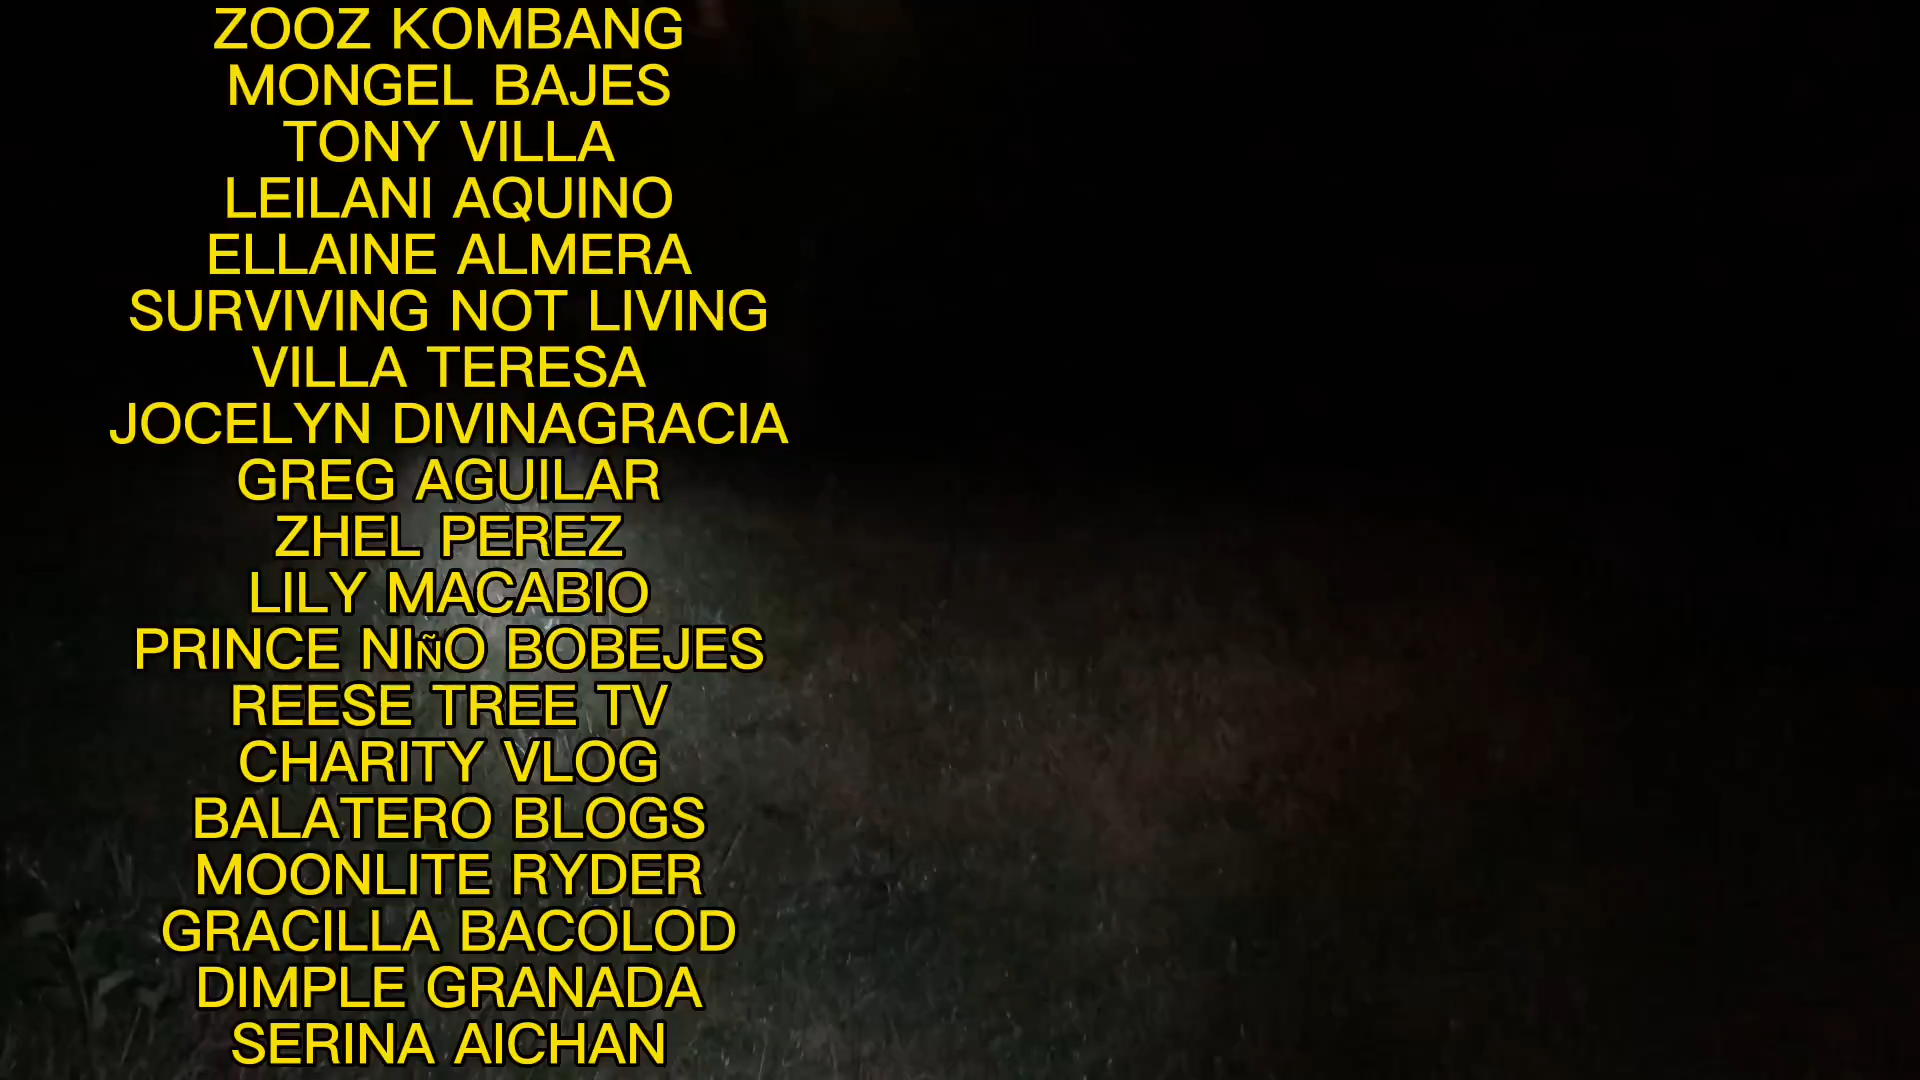 ZOOZ KOMBANG
MONGEL BAJES
TONY VILLA
LEILANI AQUINO
ELLAINE ALMERA
SURVIVING NOT LIVING
VILLA TERESA
JOCELYN DIVINAGRACIA
GREG AGUILAR
ZHEL PEREZ
LILY MACABIO
PRINCE NIÑO BOBEJES
REESE TREE TV
CHARITY VLOG
BALATERO BLOGS
MOONLITE RYDER
GRACILLA BACOLOD
DIMPLE GRANADA
SERINA AICHAN